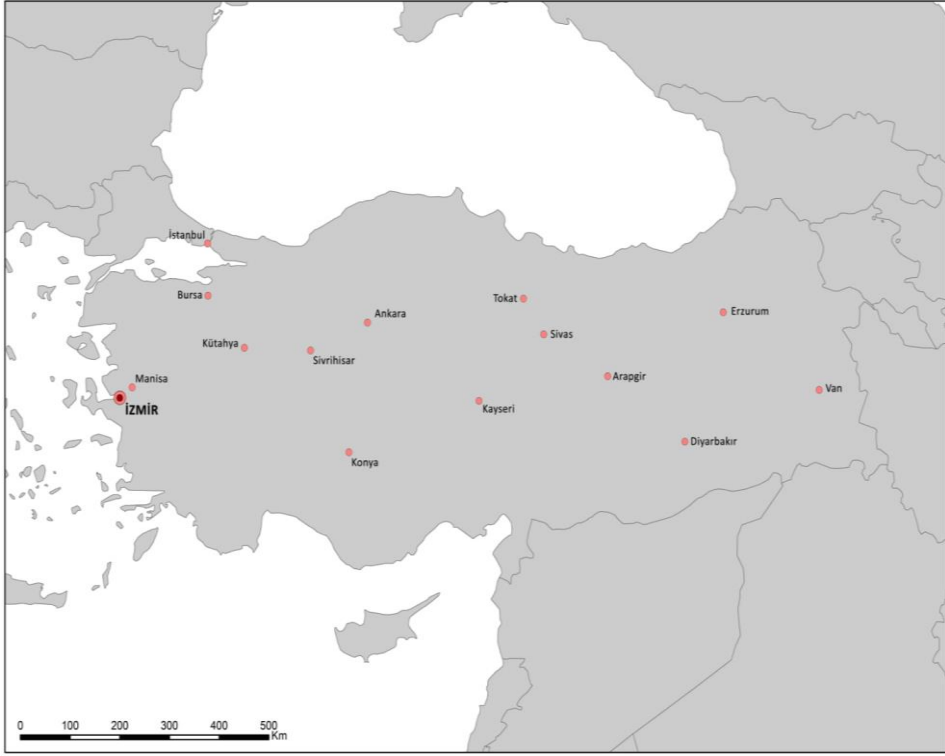 İstanbul
Bursa
Tokat
Erzurum
Ankara
Sivas
Kütahya
Sivrihisar
Arapgir
Manisa
Van
İZMİR
Kayseri
Diyarbakır
Konya
0 100 200 300 400 500
Km